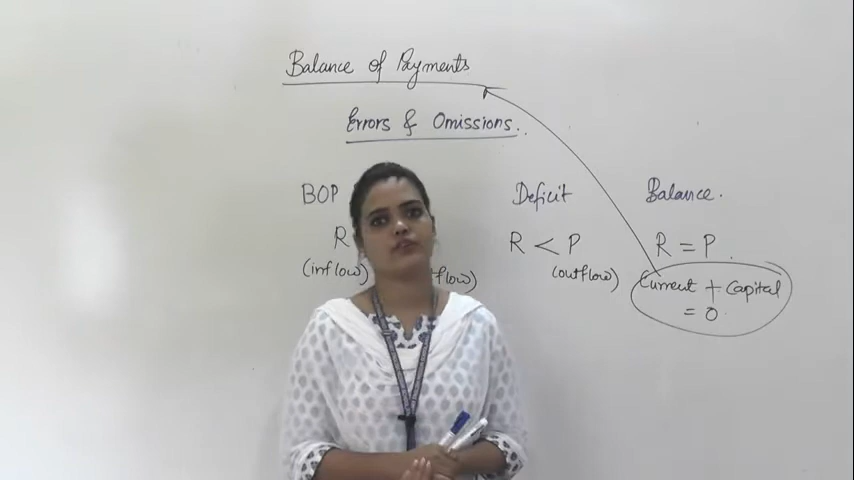 Balance of Payments
Errors & Omissions.
BOP Deficit Balance.
R R < P R = P.
(inflow) flow) (outflow) Current + Capital
= 0.